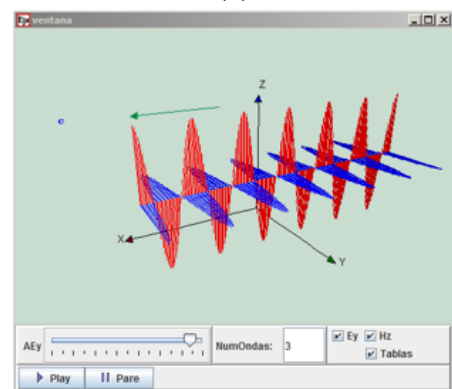 ventana
Z
X
Y
AEy
NumOndas: 3
Ey Hz
Tablas
Play Pare